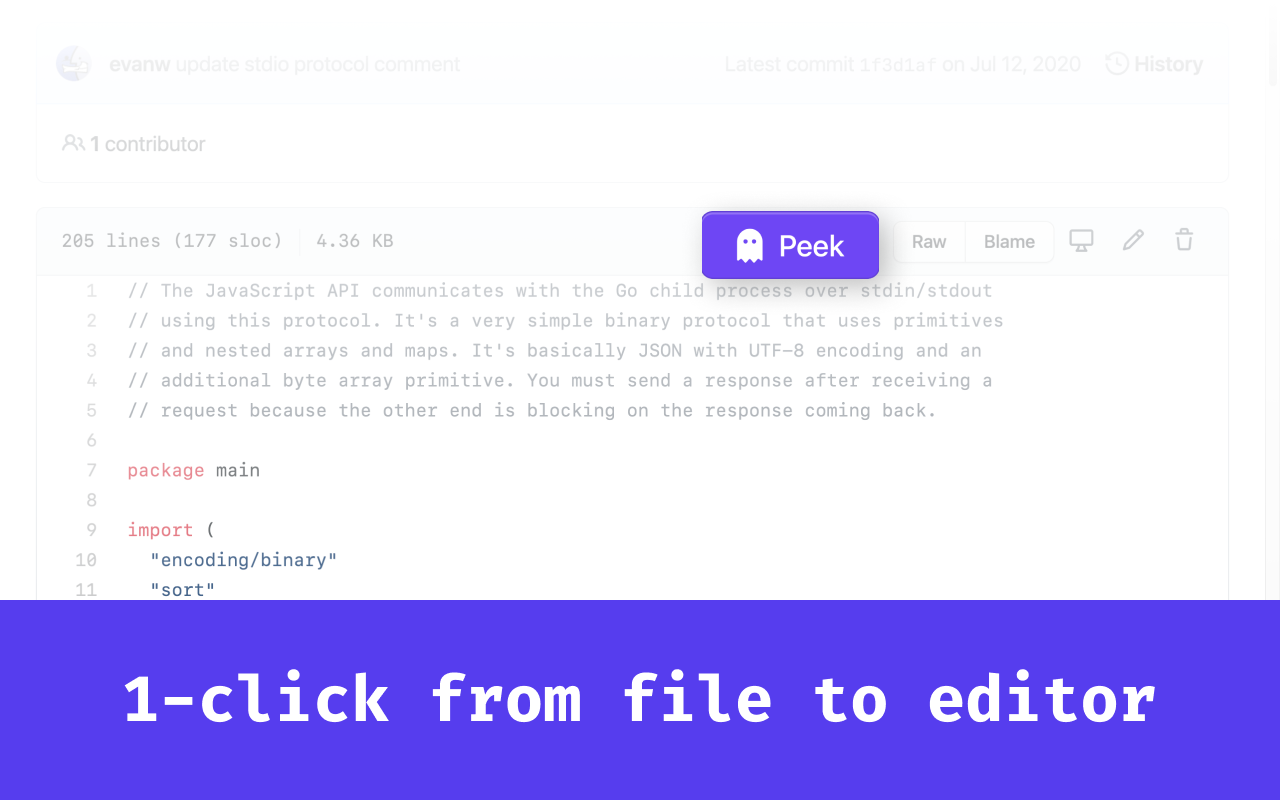 evanw update stdio protocol comment Latest commit 1f3d1af on Jul 12, 2020 History
1 contributor
205 lines (177 sloc) 4.36 KB Peek Raw Blame
1 // The JavaScript API communicates with the Go child process over stdin/stdout
2 // using this protocol. It's a very simple binary protocol that uses primitives
3 // and nested arrays and maps. It's basically JSON with UTF-8 encoding and an
4 // additional byte array primitive. You must send a response after receiving a
5 // request because the other end is blocking on the response coming back.
6
7 package main
8
9 import (
10 "encoding/binary"
11 "sort"
1-click from file to editor